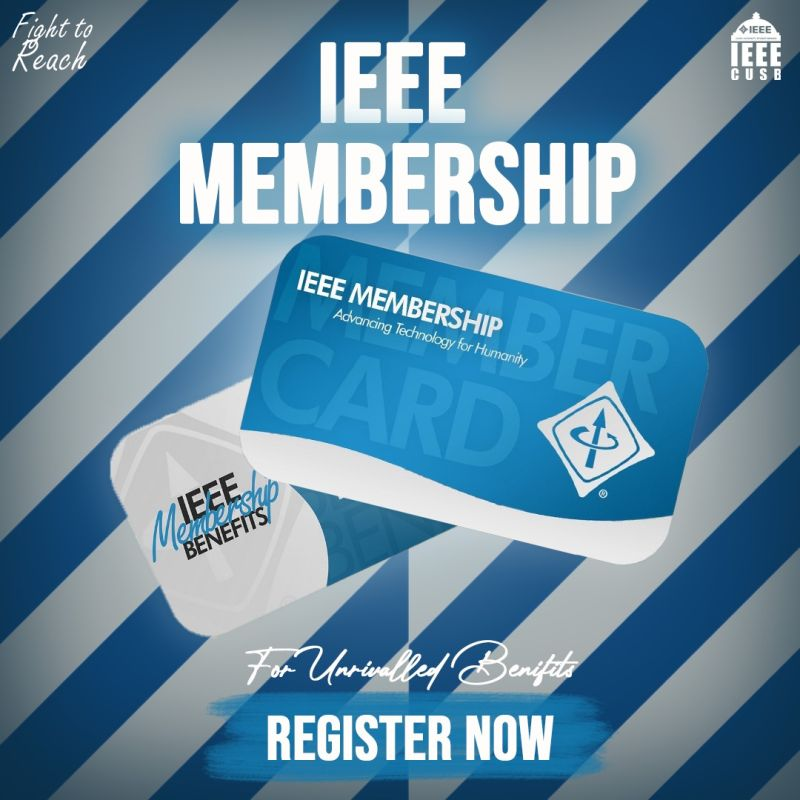 Fight to
Reach
IEEE
IEEE
CUSB
IEEE
MEMBERSHIP
MEMBER
CARD
IEEE MEMBERSHIP
Advancing Technology for Humanity
®
IEEE
Membership
BENEFITS
For Unrivalled Benifits
REGISTER NOW